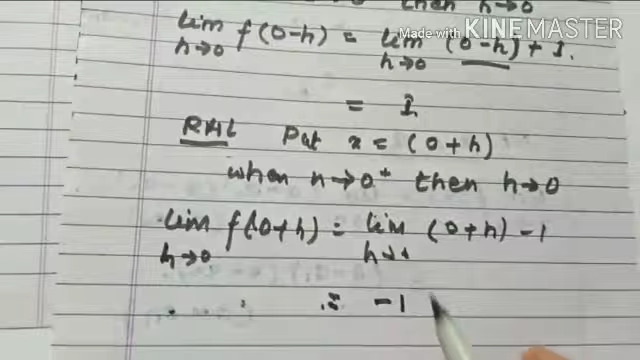 then h→0
Made with KINEMASTER
lim f(0-h) = lim (0-h) + 1.
h→0 h→0
= 1
RHL Put x = (0+h)
when x→0⁺ then h→0
lim f(0+h) = lim (0+h) - 1
h→0
= -1